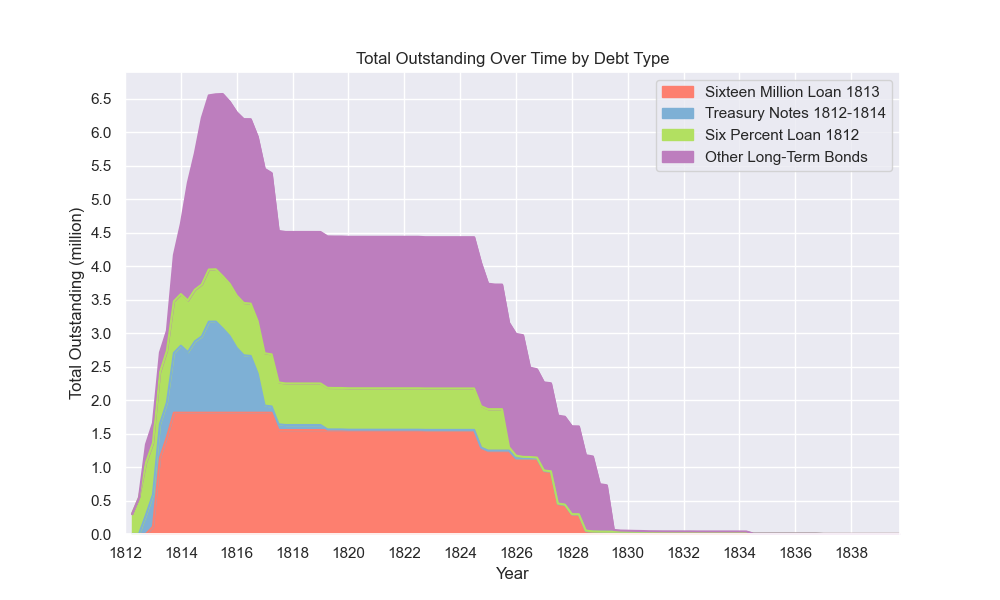 Total Outstanding Over Time by Debt Type
Sixteen Million Loan 1813
Treasury Notes 1812-1814
Six Percent Loan 1812
Other Long-Term Bonds
Total Outstanding (million)
6.5
6.0
5.5
5.0
4.5
4.0
3.5
3.0
2.5
2.0
1.5
1.0
0.5
0.0
1812 1814 1816 1818 1820 1822 1824 1826 1828 1830 1832 1834 1836 1838
Year